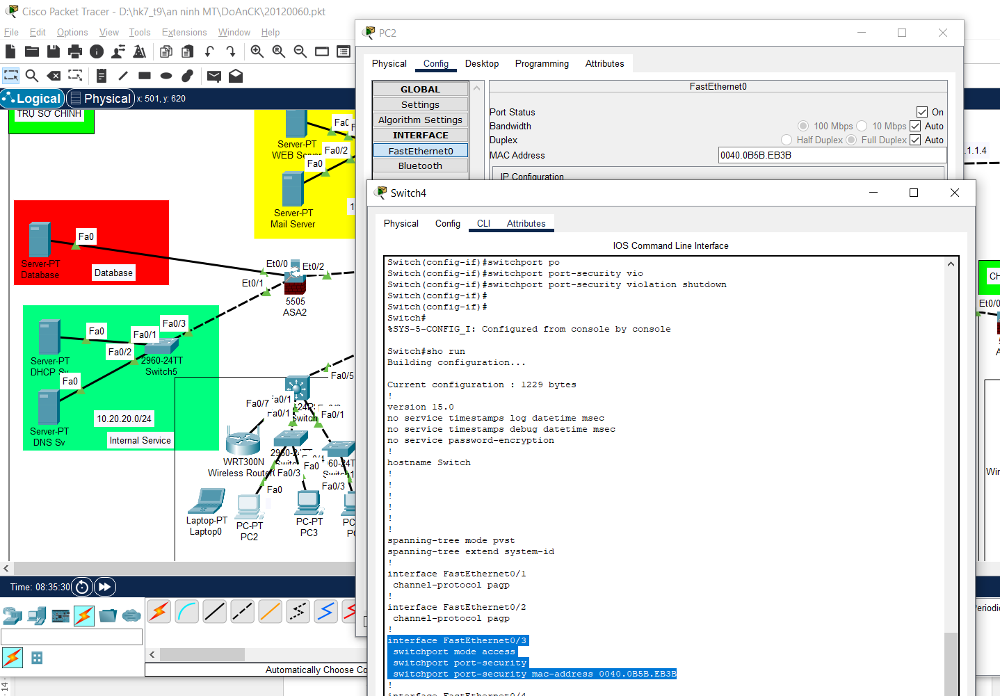 Cisco Packet Tracer - D:\hk7_t9\an ninh MT\DoAnCK\20120060.pkt
File Edit Options View Tools Extensions Window Help
Logical Physical x: 501, y: 620
TRỤ SỞ CHÍNH
Server-PT
WEB Server
Fa0/2
Fa0
Server-PT
Mail Server
Fa0
Server-PT
Database
Database
Et0/0
Et0/2
Et0/1
5505
ASA2
Fa0/3
Fa0
Fa0/1
Fa0/2
Server-PT
DHCP Sv
2960-24TT
Switch5
Fa0
10.20.20.0/24
Server-PT
DNS Sv
Internal Service
Fa0/5
Fa0/7
Fa0/1
Fa0/1
Fa0/1
WRT300N
Wireless Router
Fa0/3
Fa0
Fa0
Fa0/3
Laptop-PT
Laptop0
PC-PT
PC2
PC-PT
PC3
Time: 08:35:30
Automatically Choose Co
PC2
Physical Config Desktop Programming Attributes
GLOBAL
Settings
Algorithm Settings
INTERFACE
FastEthernet0
Bluetooth
FastEthernet0
Port Status On
Bandwidth 100 Mbps 10 Mbps Auto
Duplex Half Duplex Full Duplex Auto
MAC Address 0040.0B5B.EB3B
IP Configuration
.1.1.4
CH
Et0/0
Wir
Periodic
Switch4
Physical Config CLI Attributes
IOS Command Line Interface
Switch(config-if)#switchport po
Switch(config-if)#switchport port-security vio
Switch(config-if)#switchport port-security violation shutdown
Switch(config-if)#
Switch(config-if)#
Switch#
%SYS-5-CONFIG_I: Configured from console by console
Switch#sho run
Building configuration...
Current configuration : 1229 bytes
!
version 15.0
no service timestamps log datetime msec
no service timestamps debug datetime msec
no service password-encryption
!
hostname Switch
!
!
!
!
!
!
spanning-tree mode pvst
spanning-tree extend system-id
!
interface FastEthernet0/1
channel-protocol pagp
!
interface FastEthernet0/2
channel-protocol pagp
!
interface FastEthernet0/3
switchport mode access
switchport port-security
switchport port-security mac-address 0040.0B5B.EB3B
!
interface FastEthernet0/4